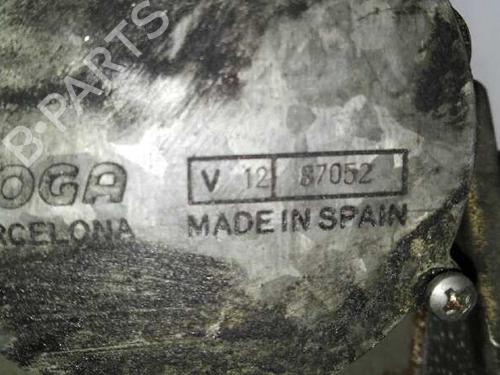 B-PARTS
OGA
V 12 87052
RCELONA
MADE IN SPAIN